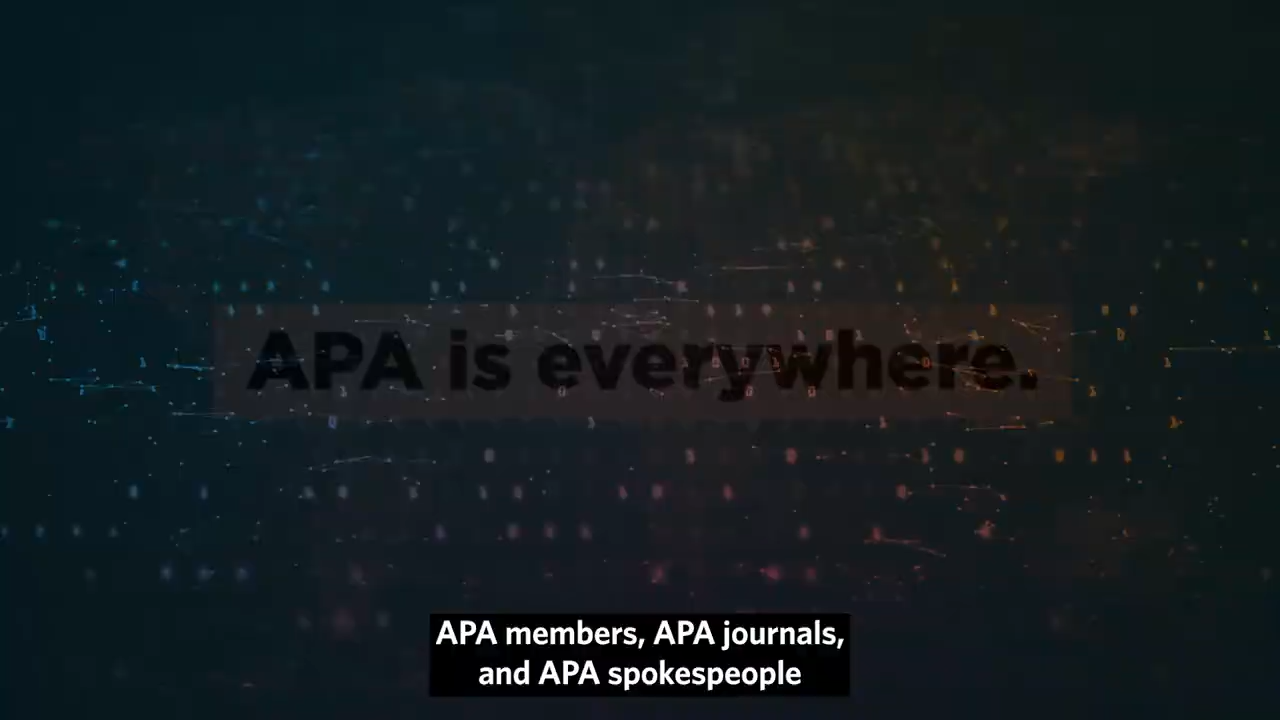 APA is everywhere.
APA members, APA journals,
and APA spokespeople